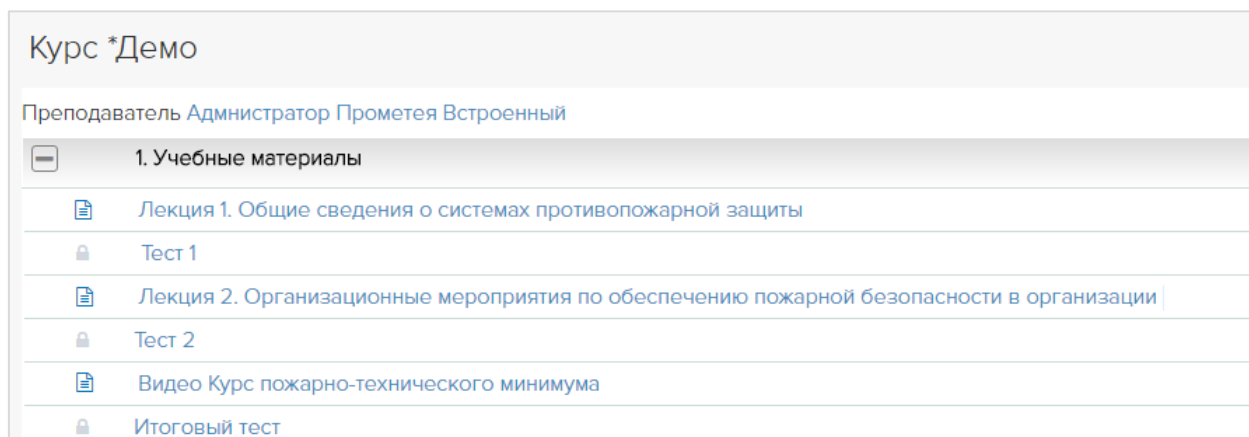 Курс *Демо
Преподаватель Адмнистратор Прометея Встроенный
1. Учебные материалы
Лекция 1. Общие сведения о системах противопожарной защиты
Тест 1
Лекция 2. Организационные мероприятия по обеспечению пожарной безопасности в организации
Тест 2
Видео Курс пожарно-технического минимума
Итоговый тест